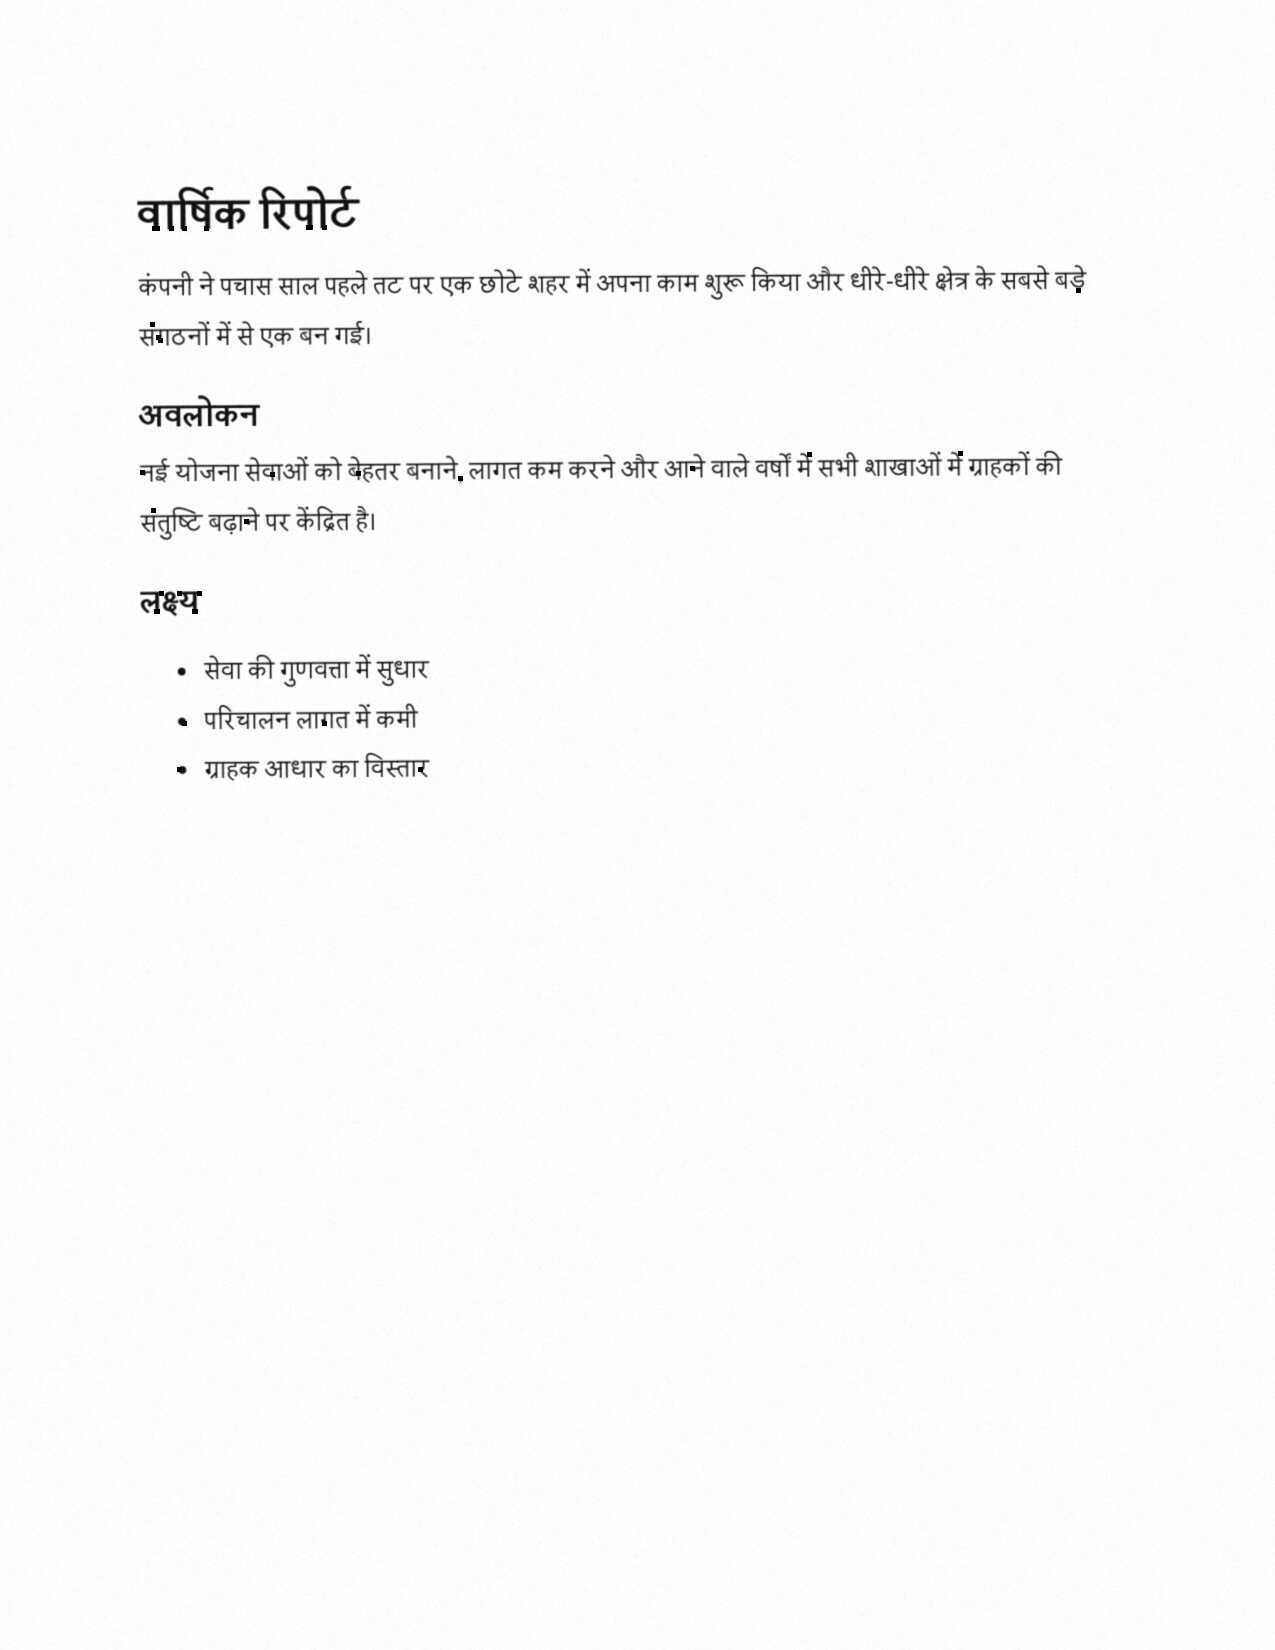 वार्षिक रिपोर्ट
कंपनी ने पचास साल पहले तट पर एक छोटे शहर में अपना काम शुरू किया और धीरे-धीरे क्षेत्र के सबसे बड़े
संगठनों में से एक बन गई।
अवलोकन
नई योजना सेवाओं को बेहतर बनाने, लागत कम करने और आने वाले वर्षों में सभी शाखाओं में ग्राहकों की
संतुष्टि बढ़ाने पर केंद्रित है।
लक्ष्य
• सेवा की गुणवत्ता में सुधार
• परिचालन लागत में कमी
• ग्राहक आधार का विस्तार